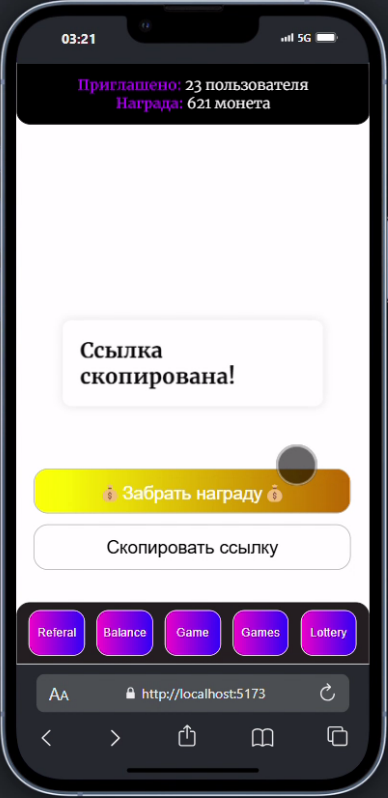 03:21 5G
Приглашено: 23 пользователя
Награда: 621 монета
Ссылка
скопирована!
💰Забрать награду💰
Скопировать ссылку
Referal Balance Game Games Lottery
AA http://localhost:5173